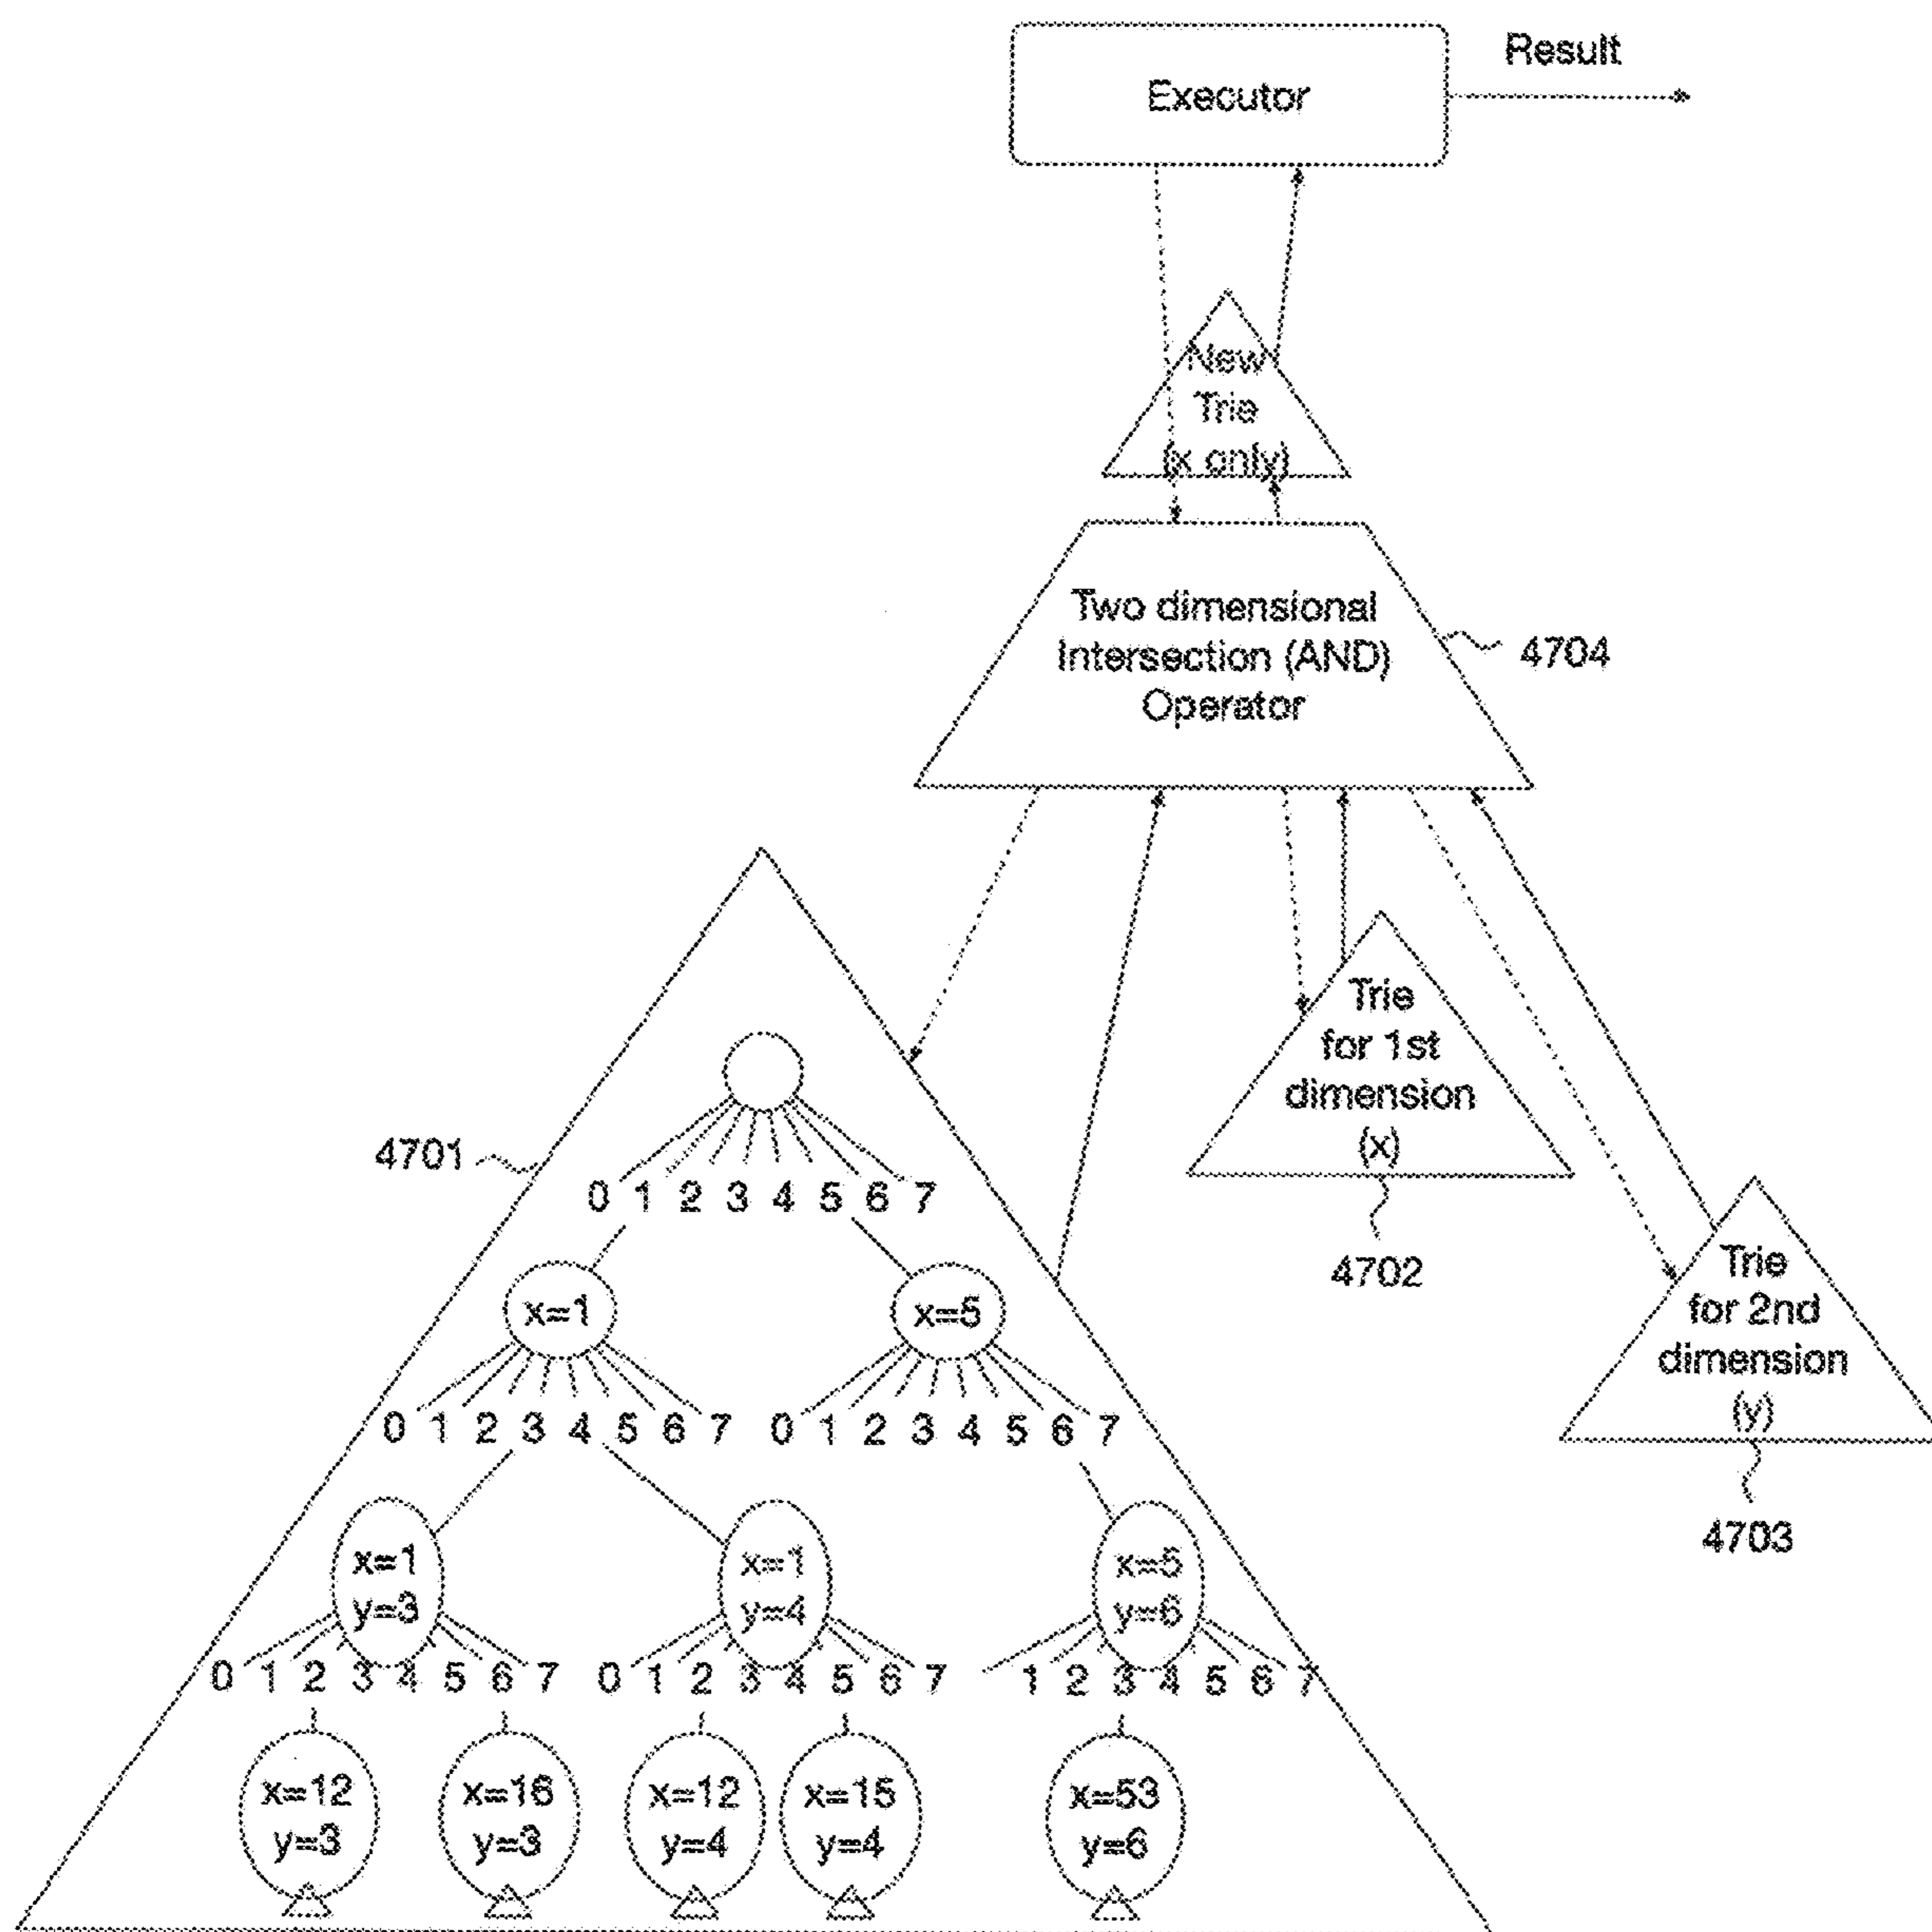 Executor
Result
New
Trie
(x only)
Two dimensional
Intersection (AND)
Operator
4704
4701
0 1 2 3 4 5 6 7
Trie
for 1st
dimension
(x)
4702
Trie
for 2nd
dimension
(y)
4703
x=1
x=5
0 1 2 3 4 5 6 7
0 1 2 3 4 5 6 7
x=1
y=3
x=1
y=4
x=5
y=6
0 1 2 3 4 5 6 7
0 1 2 3 4 5 6 7
1 2 3 4 5 6 7
x=12
y=3
x=16
y=3
x=12
y=4
x=15
y=4
x=53
y=6